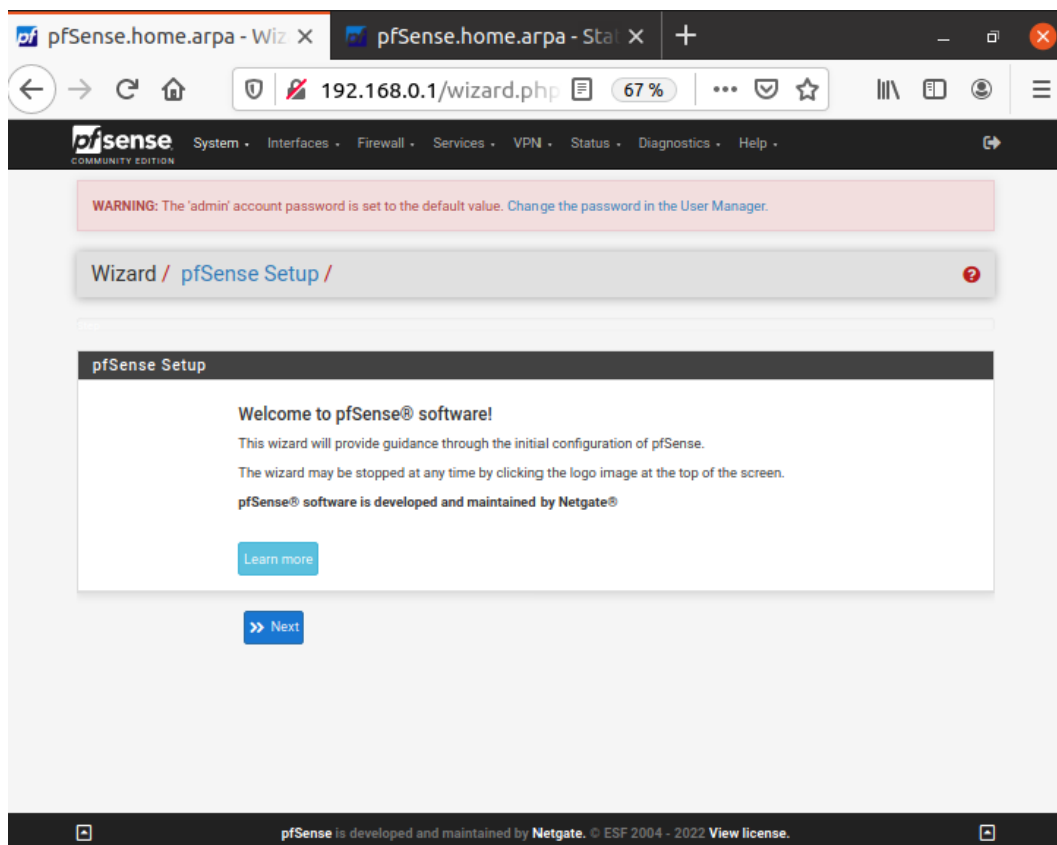 pfSense.home.arpa - Wiz
pfSense.home.arpa - Stat
192.168.0.1/wizard.php
67 %
pfsense
COMMUNITY EDITION
System
Interfaces
Firewall
Services
VPN
Status
Diagnostics
Help
WARNING: The 'admin' account password is set to the default value. Change the password in the User Manager.
Wizard / pfSense Setup /
pfSense Setup
Welcome to pfSense® software!
This wizard will provide guidance through the initial configuration of pfSense.
The wizard may be stopped at any time by clicking the logo image at the top of the screen.
pfSense® software is developed and maintained by Netgate®
Learn more
Next
pfSense is developed and maintained by Netgate. © ESF 2004 - 2022 View license.